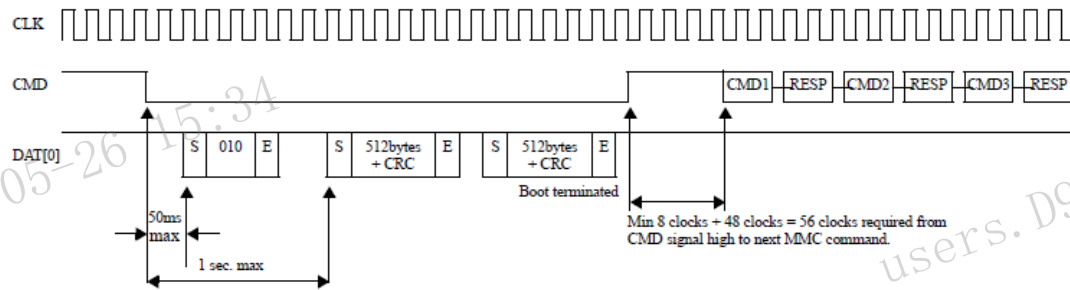 CLK
CMD
CMD1 RESP CMD2 RESP CMD3 RESP
DAT[0]
S 010 E S 512bytes + CRC E S 512bytes + CRC E
Boot terminated
50ms max
1 sec. max
Min 8 clocks + 48 clocks = 56 clocks required from
CMD signal high to next MMC command.
05-26 15:34
users.D9